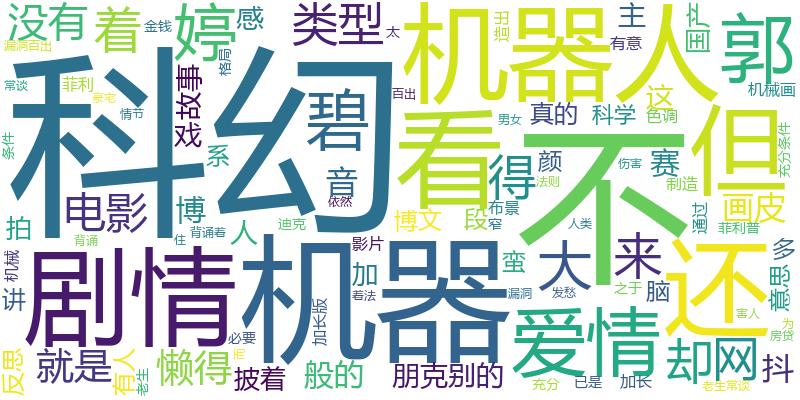 没有
着
婷
感
类型
机器人
主
国产
郭
漏洞百出
金钱
格局
太
造出
有意
常谈
菲利
豪宅
情节
戏故事
科幻
碧
百出
看
真的
科学
这
色调
机械画
但
条件
系
音
男女
不
充分条件
电影
博
依然
得
颜
赛
伤害
制造
画皮
法则
拍
人
迪克
博文
段
布景
窄
人类
通过
菲利普
背诵
住
背诵着
影片
机械
讲
剧情
机器
加
着法
蛮
大
来
还
多
意思
加长版
漏洞
发愁
之于
脑
害人
为
房贷
反思
就是
有人
老生
懒得
必要
而
披着
般的
朋克别的
爱情
充分
已是
加长
却
网
抖
老生常谈